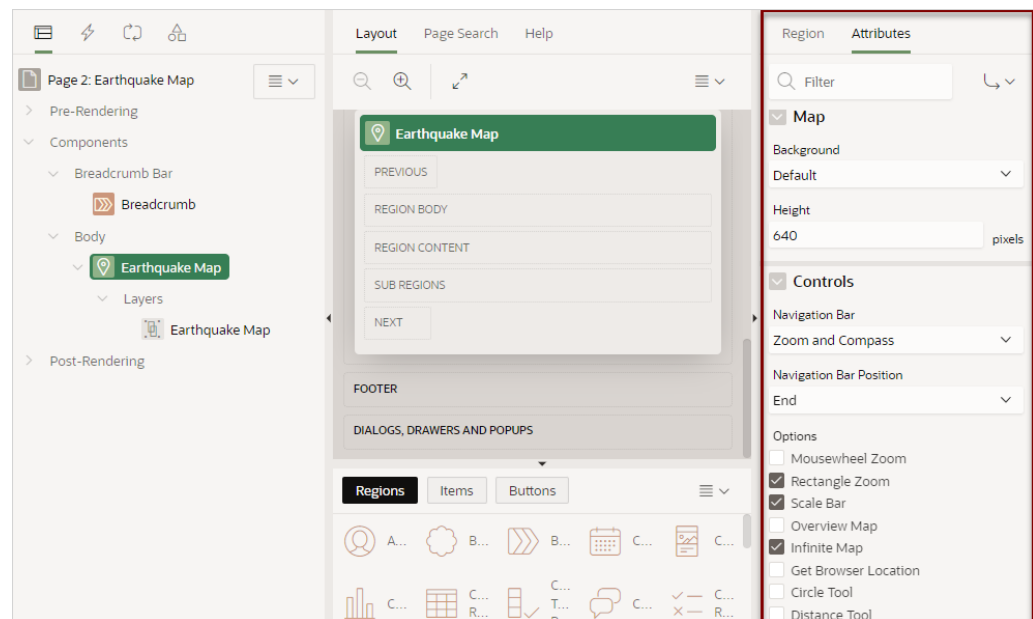 Page 2: Earthquake Map
Pre-Rendering
Components
Breadcrumb Bar
Breadcrumb
Body
Earthquake Map
Layers
Earthquake Map
Post-Rendering
Layout Page Search Help
Earthquake Map
PREVIOUS
REGION BODY
REGION CONTENT
SUB REGIONS
NEXT
FOOTER
DIALOGS, DRAWERS AND POPUPS
Regions Items Buttons
A... B... B... C... C...
C... C... C... C... C...
R... T... R...
Region Attributes
Filter
Map
Background
Default
Height
640 pixels
Controls
Navigation Bar
Zoom and Compass
Navigation Bar Position
End
Options
Mousewheel Zoom
Rectangle Zoom
Scale Bar
Overview Map
Infinite Map
Get Browser Location
Circle Tool
Distance Tool